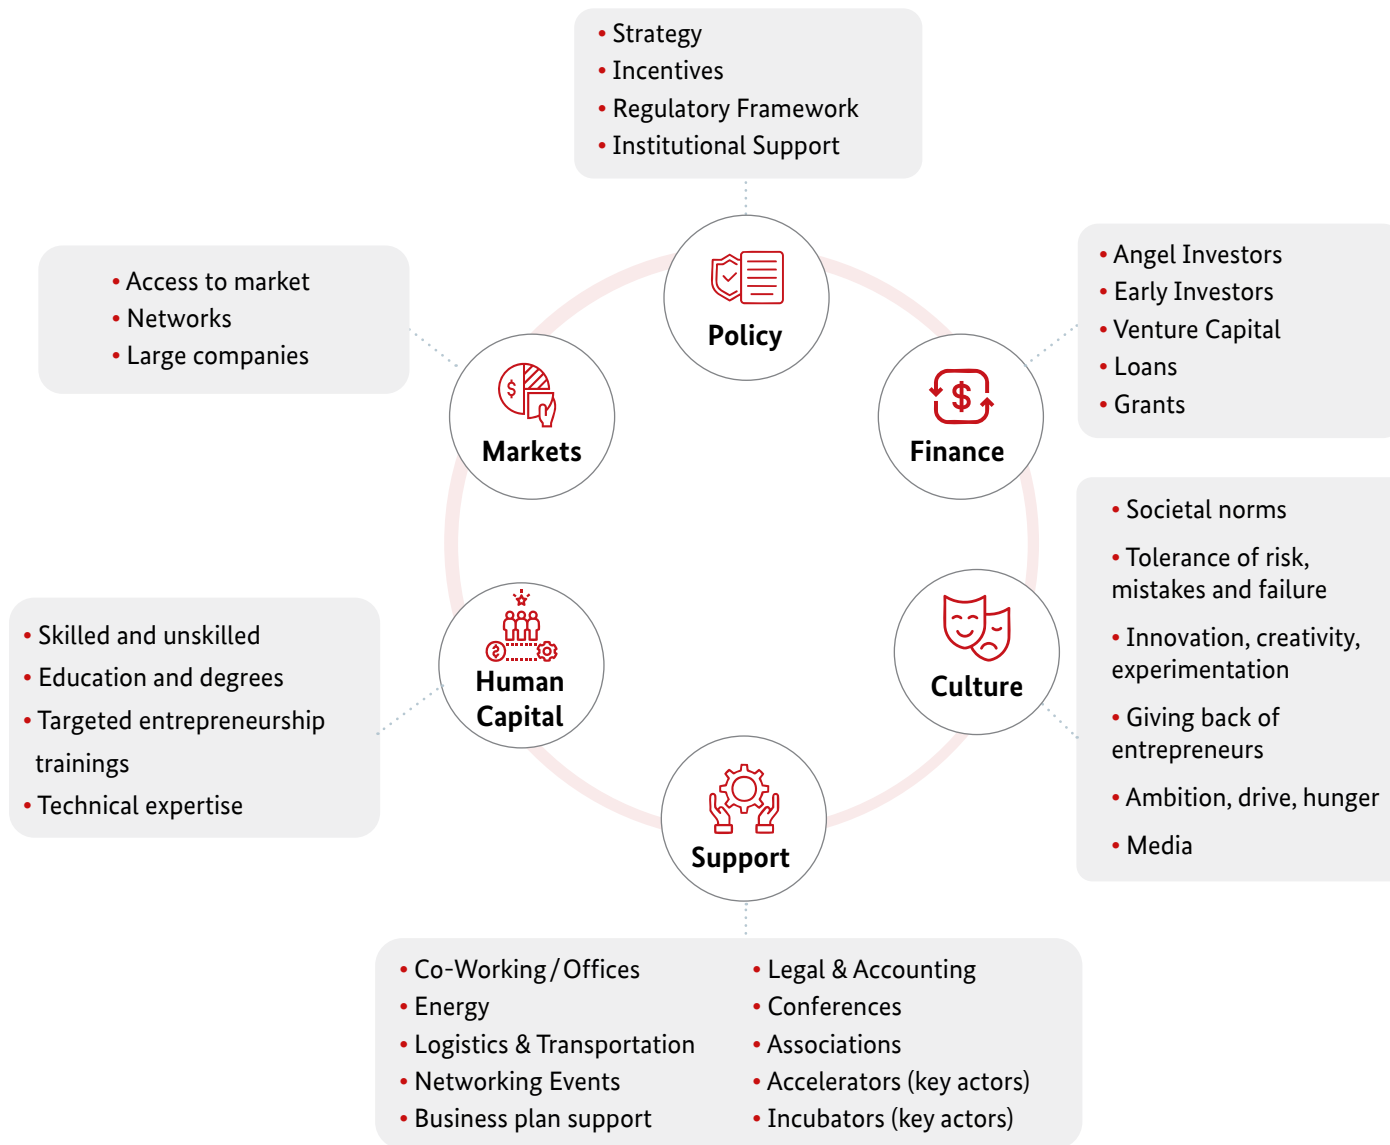 • Strategy
• Incentives
• Regulatory Framework
• Institutional Support
Policy
• Angel Investors
• Early Investors
• Venture Capital
• Loans
• Grants
$
Finance
• Societal norms
• Tolerance of risk,
mistakes and failure
• Innovation, creativity,
experimentation
• Giving back of
entrepreneurs
• Ambition, drive, hunger
• Media
Culture
Support
• Co-Working / Offices
• Energy
• Logistics & Transportation
• Networking Events
• Business plan support
• Legal & Accounting
• Conferences
• Associations
• Accelerators (key actors)
• Incubators (key actors)
$
Human
Capital
• Skilled and unskilled
• Education and degrees
• Targeted entrepreneurship
trainings
• Technical expertise
• Access to market
• Networks
• Large companies
$
Markets